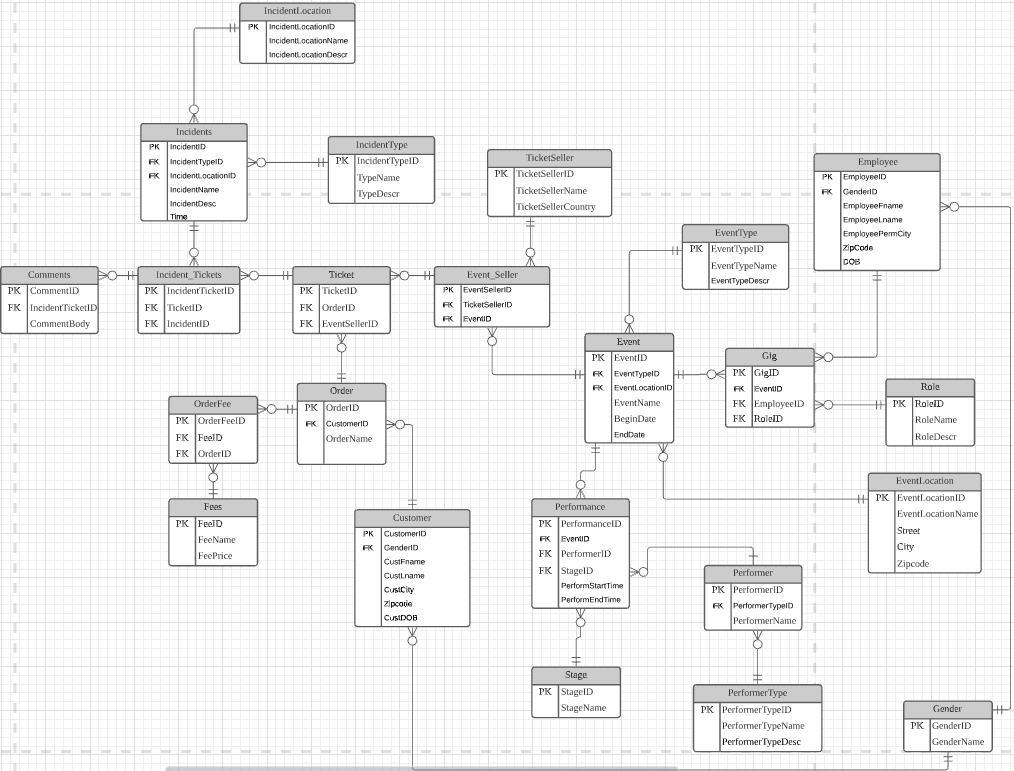 IncidentLocation
PK IncidentLocationID
IncidentLocationName
IncidentLocationDescr
Incidents
PK IncidentID
FK IncidentTypeID
FK IncidentLocationID
IncidentName
IncidentDesc
Time
IncidentType
PK IncidentTypeID
TypeName
TypeDescr
TicketSeller
PK TicketSellerID
TicketSellerName
TicketSellerCountry
Employee
PK EmployeeID
FK GenderID
EmployeeFname
EmployeeLname
EmployeePermCity
ZipCode
DOB
EventType
PK EventTypeID
EventTypeName
EventTypeDescr
Comments
PK CommentID
FK IncidentTicketID
CommentBody
Incident_Tickets
PK IncidentTicketID
FK TicketID
FK IncidentID
Ticket
PK TicketID
FK OrderID
FK EventSellerID
Event_Seller
PK EventSellerID
FK TicketSellerID
FK EventID
Event
PK EventID
FK EventTypeID
FK EventLocationID
EventName
BeginDate
EndDate
Gig
PK GigID
FK EventID
FK EmployeeID
FK RoleID
Role
PK RoleID
RoleName
RoleDescr
OrderFee
PK OrderFeeID
FK FeeID
FK OrderID
Order
PK OrderID
FK CustomerID
OrderName
EventLocation
PK EventLocationID
EventLocationName
Street
City
Zipcode
Fees
PK FeeID
FeeName
FeePrice
Customer
PK CustomerID
FK GenderID
CustFname
CustLname
CustCity
Zipcode
CustDOB
Performance
PK PerformanceID
FK EventID
FK PerformerID
FK StageID
PerformStartTime
PerformEndTime
Performer
PK PerformerID
FK PerformerTypeID
PerformerName
Stage
PK StageID
StageName
PerformerType
PK PerformerTypeID
PerformerTypeName
PerformerTypeDesc
Gender
PK GenderID
GenderName